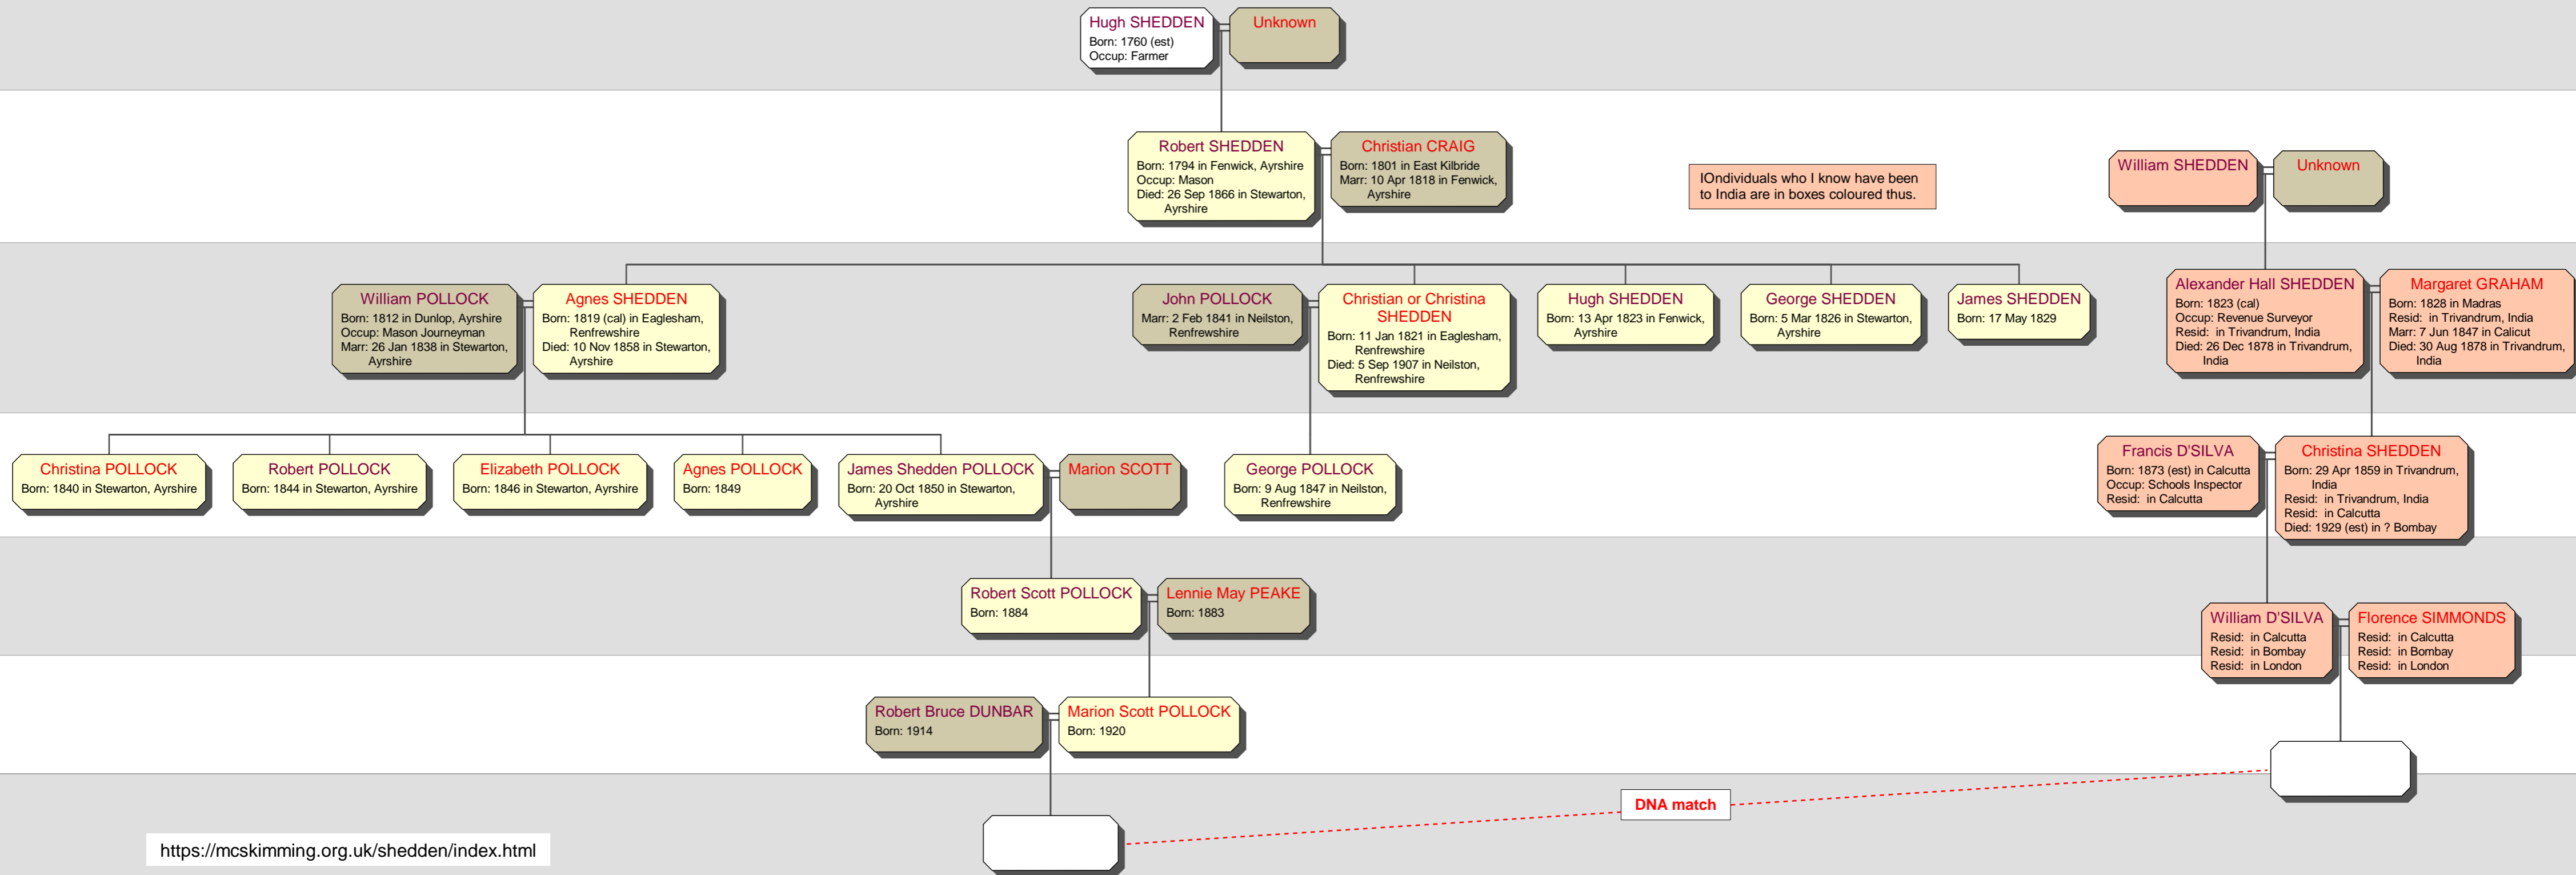 Hugh SHEDDEN
Born: 1760 (est)
Occup: Farmer
Unknown
Robert SHEDDEN
Born: 1794 in Fenwick, Ayrshire
Occup: Mason
Died: 26 Sep 1866 in Stewarton,
Ayrshire
Christian CRAIG
Born: 1801 in East Kilbride
Marr: 10 Apr 1818 in Fenwick,
Ayrshire
IOndividuals who I know have been
to India are in boxes coloured thus.
William SHEDDEN
Unknown
William POLLOCK
Born: 1812 in Dunlop, Ayrshire
Occup: Mason Journeyman
Marr: 26 Jan 1838 in Stewarton,
Ayrshire
Agnes SHEDDEN
Born: 1819 (cal) in Eaglesham,
Renfrewshire
Died: 10 Nov 1858 in Stewarton,
Ayrshire
John POLLOCK
Marr: 2 Feb 1841 in Neilston,
Renfrewshire
Christian or Christina
SHEDDEN
Born: 11 Jan 1821 in Eaglesham,
Renfrewshire
Died: 5 Sep 1907 in Neilston,
Renfrewshire
Hugh SHEDDEN
Born: 13 Apr 1823 in Fenwick,
Ayrshire
George SHEDDEN
Born: 5 Mar 1826 in Stewarton,
Ayrshire
James SHEDDEN
Born: 17 May 1829
Alexander Hall SHEDDEN
Born: 1823 (cal)
Occup: Revenue Surveyor
Resid: in Trivandrum, India
Died: 26 Dec 1878 in Trivandrum,
India
Margaret GRAHAM
Born: 1828 in Madras
Resid: in Trivandrum, India
Marr: 7 Jun 1847 in Calicut
Died: 30 Aug 1878 in Trivandrum,
India
Christina POLLOCK
Born: 1840 in Stewarton, Ayrshire
Robert POLLOCK
Born: 1844 in Stewarton, Ayrshire
Elizabeth POLLOCK
Born: 1846 in Stewarton, Ayrshire
Agnes POLLOCK
Born: 1849
James Shedden POLLOCK
Born: 20 Oct 1850 in Stewarton,
Ayrshire
Marion SCOTT
George POLLOCK
Born: 9 Aug 1847 in Neilston,
Renfrewshire
Francis D'SILVA
Born: 1873 (est) in Calcutta
Occup: Schools Inspector
Resid: in Calcutta
Christina SHEDDEN
Born: 29 Apr 1859 in Trivandrum,
India
Resid: in Trivandrum, India
Resid: in Calcutta
Died: 1929 (est) in ? Bombay
Robert Scott POLLOCK
Born: 1884
Lennie May PEAKE
Born: 1883
William D'SILVA
Resid: in Calcutta
Resid: in Bombay
Resid: in London
Florence SIMMONDS
Resid: in Calcutta
Resid: in Bombay
Resid: in London
Robert Bruce DUNBAR
Born: 1914
Marion Scott POLLOCK
Born: 1920
DNA match
https://mcskimming.org.uk/shedden/index.html